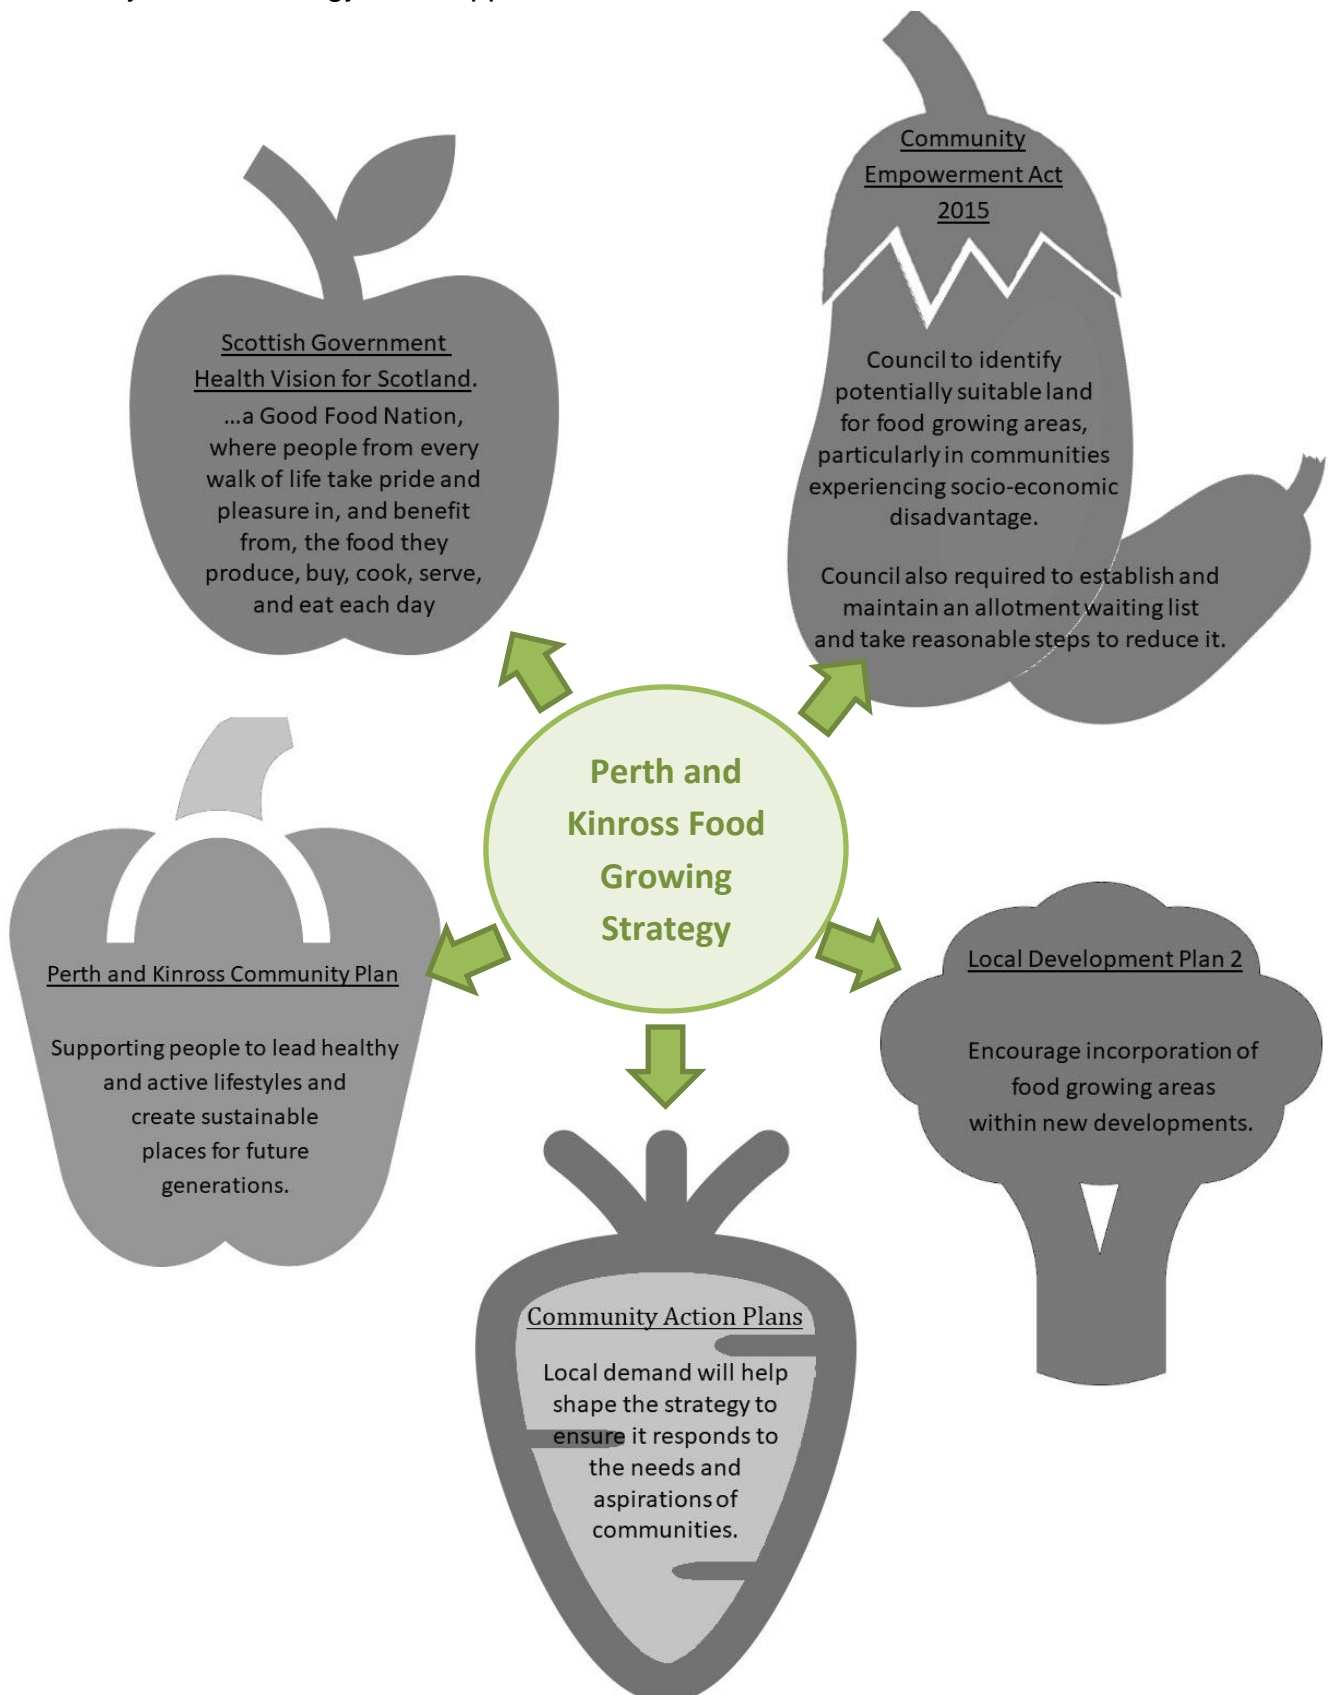 Community
Empowerment Act
2015
Council to identify
potentially suitable land
for food growing areas,
particularly in communities
experiencing socio-economic
disadvantage.
Council also required to establish and
maintain an allotment waiting list
and take reasonable steps to reduce it.
Scottish Government
Health Vision for Scotland.
...a Good Food Nation,
where people from every
walk of life take pride and
pleasure in, and benefit
from, the food they
produce, buy, cook, serve,
and eat each day
Perth and
Kinross Food
Growing
Strategy
Perth and Kinross Community Plan
Supporting people to lead healthy
and active lifestyles and
create sustainable
places for future
generations.
Local Development Plan 2
Encourage incorporation of
food growing areas
within new developments.
Community Action Plans
Local demand will help
shape the strategy to
ensure it responds to
the needs and
aspirations of
communities.